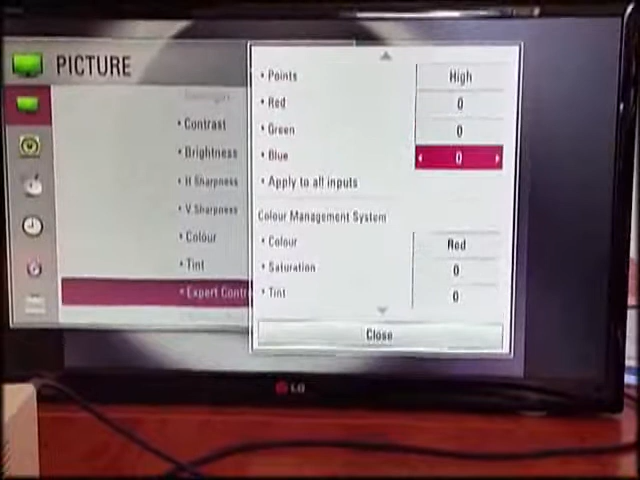 PICTURE
• Contrast
• Brightness
• H Sharpness
• V Sharpness
• Colour
• Tint
• Expert Contr
• Points High
• Red 0
• Green 0
• Blue 0
• Apply to all inputs
Colour Management System
• Colour Red
• Saturation 0
• Tint 0
Close
LG